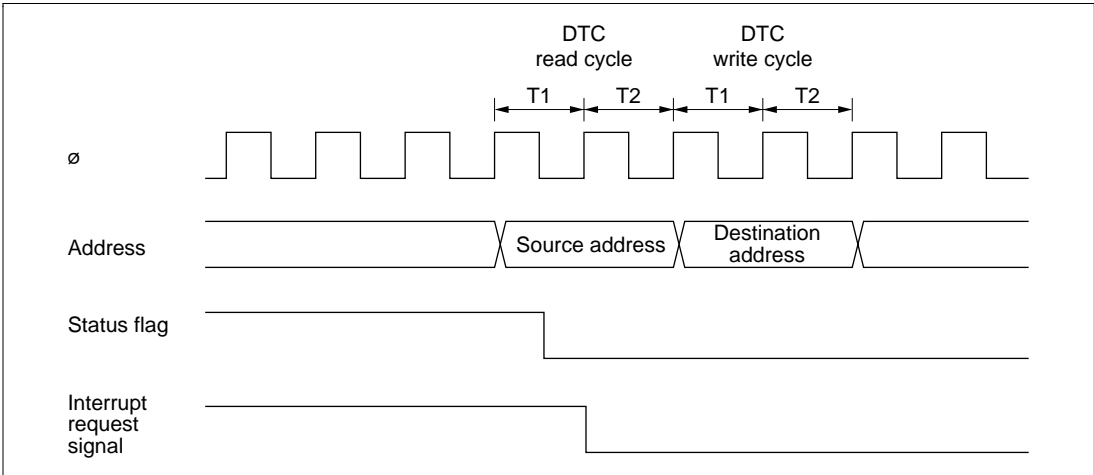 DTC
read cycle
DTC
write cycle
T1
T2
T1
T2
ø
Address
Source address
Destination
address
Status flag
Interrupt
request
signal